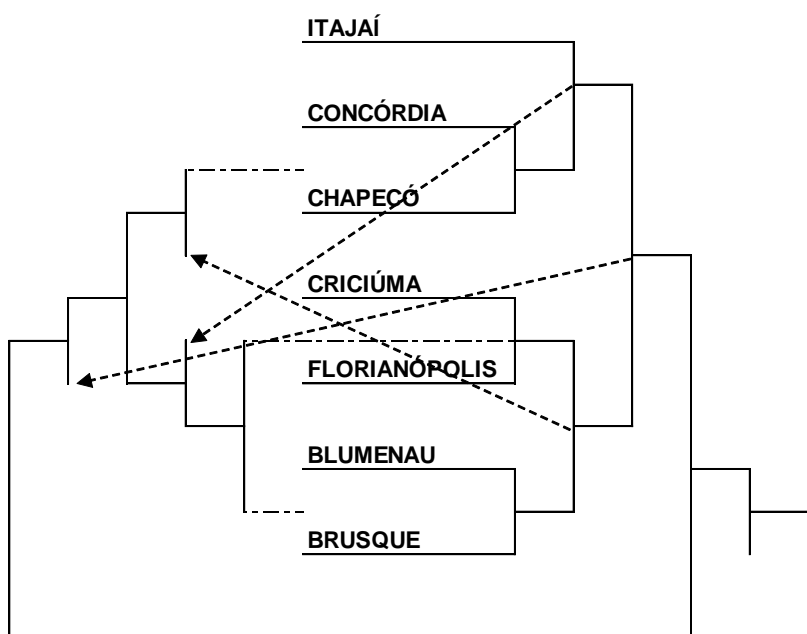 ITAJAÍ
CONCÓRDIA
CHAPECÓ
CRICIÚMA
FLORIANÓPOLIS
BLUMENAU
BRUSQUE